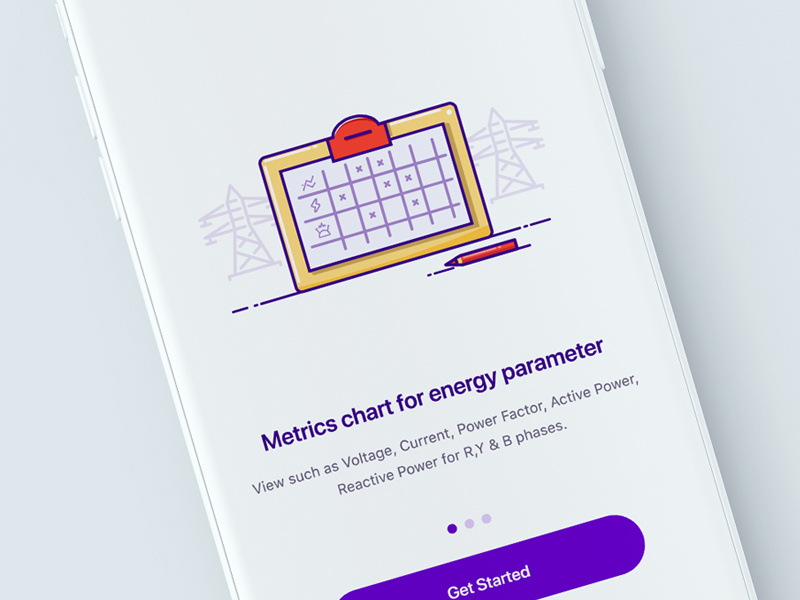 Metrics chart for energy parameter
View such as Voltage, Current, Power Factor, Active Power,
Reactive Power for R,Y & B phases.
Get Started